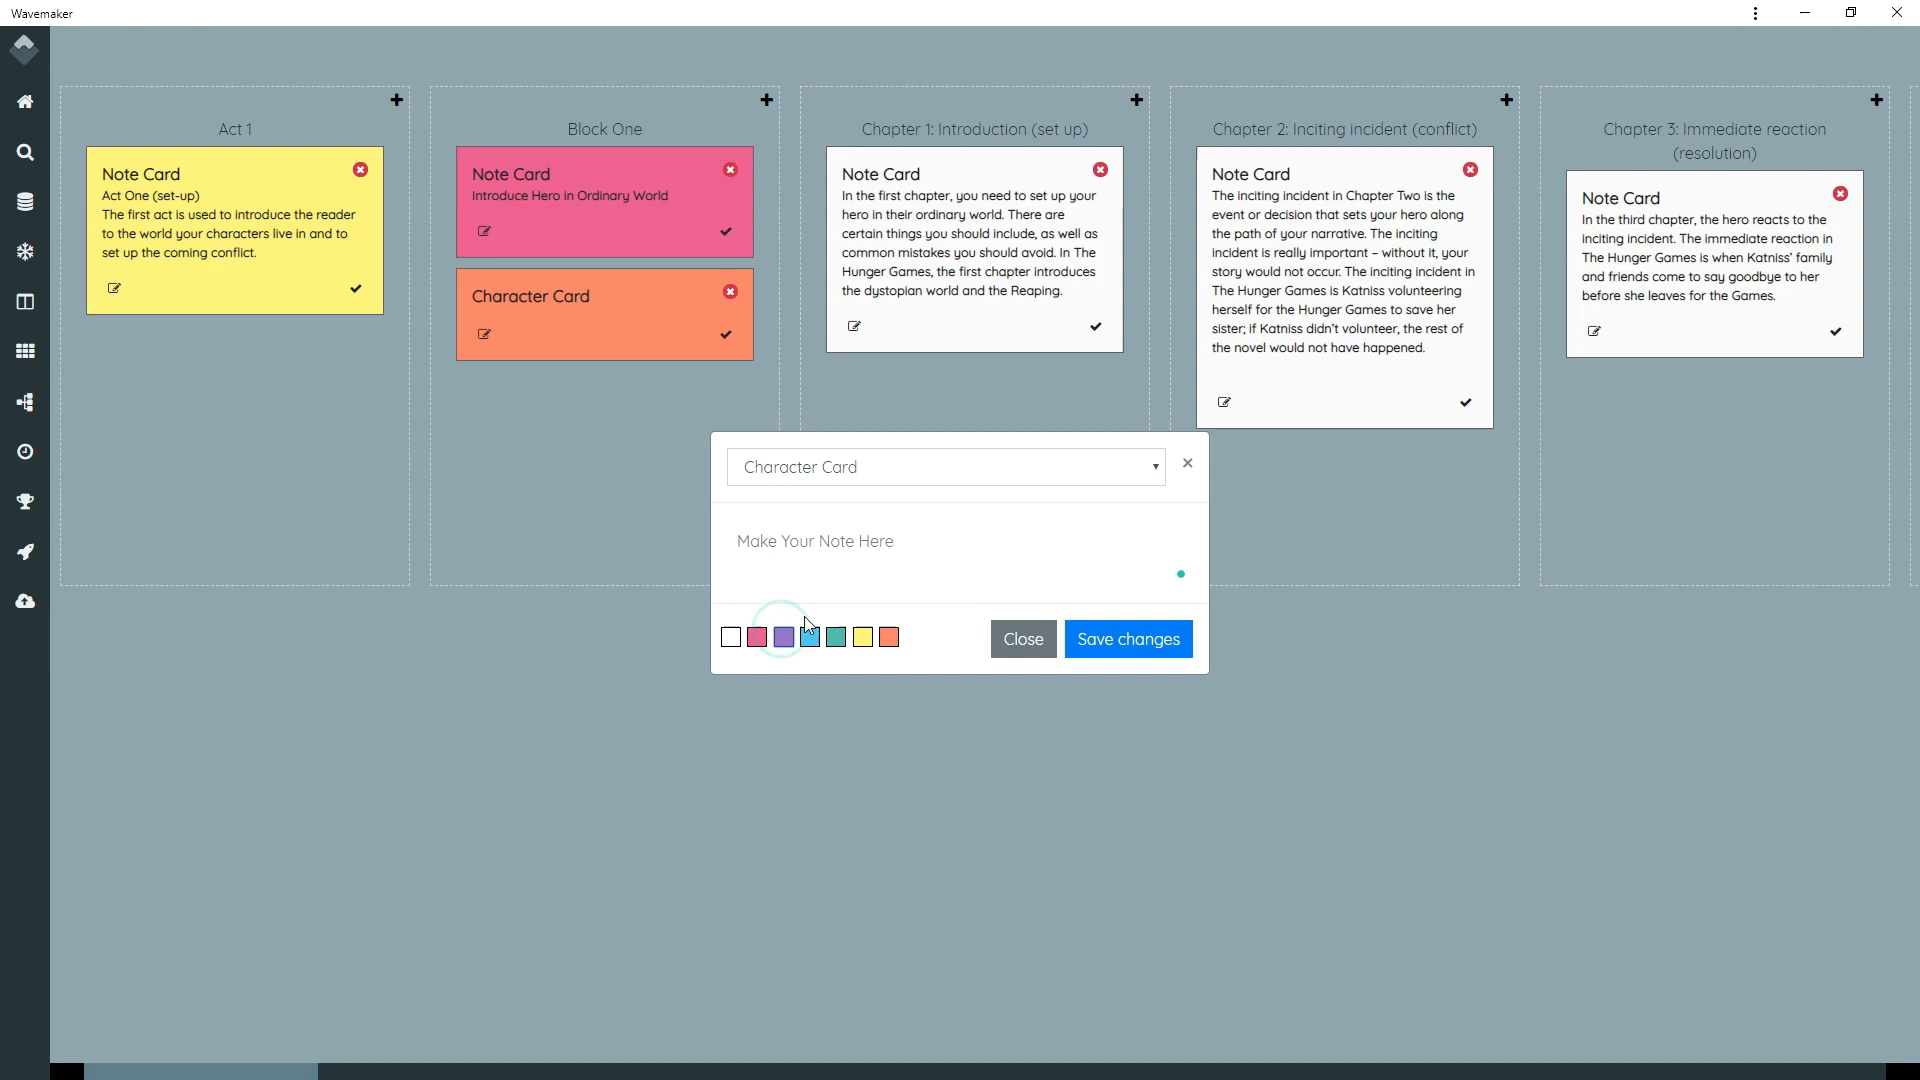 Wavemaker
Act 1
Note Card
Act One (set-up)
The first act is used to introduce the reader
to the world your characters live in and to
set up the coming conflict.
Block One
Note Card
Introduce Hero in Ordinary World
Character Card
Chapter 1: Introduction (set up)
Note Card
In the first chapter, you need to set up your
hero in their ordinary world. There are
certain things you should include, as well as
common mistakes you should avoid. In The
Hunger Games, the first chapter introduces
the dystopian world and the Reaping.
Chapter 2: Inciting incident (conflict)
Note Card
The inciting incident in Chapter Two is the
event or decision that sets your hero along
the path of your narrative. The inciting
incident is really important – without it, your
story would not occur. The inciting incident in
The Hunger Games is Katniss volunteering
herself for the Hunger Games to save her
sister; if Katniss didn't volunteer, the rest of
the novel would not have happened.
Chapter 3: Immediate reaction
(resolution)
Note Card
In the third chapter, the hero reacts to the
inciting incident. The immediate reaction in
The Hunger Games is when Katniss' family
and friends come to say goodbye to her
before she leaves for the Games.
Character Card
Make Your Note Here
Close
Save changes